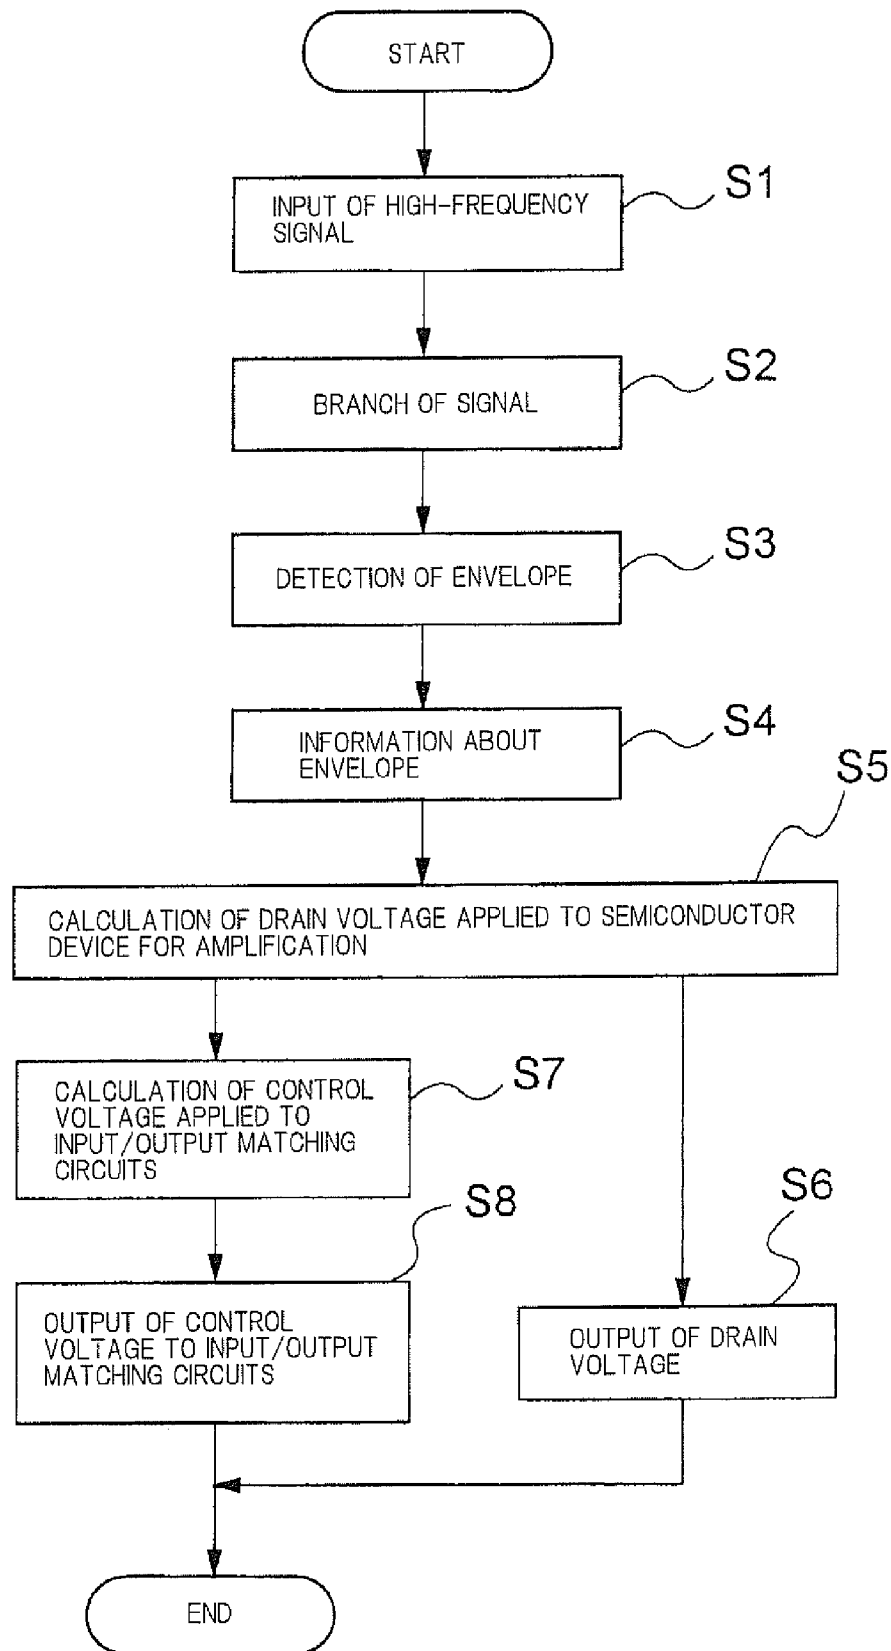 START
S1
INPUT OF HIGH-FREQUENCY
SIGNAL
S2
BRANCH OF SIGNAL
S3
DETECTION OF ENVELOPE
S4
INFORMATION ABOUT
ENVELOPE
S5
CALCULATION OF DRAIN VOLTAGE APPLIED TO SEMICONDUCTOR
DEVICE FOR AMPLIFICATION
S7
CALCULATION OF CONTROL
VOLTAGE APPLIED TO
INPUT/OUTPUT MATCHING
CIRCUITS
S8
OUTPUT OF CONTROL
VOLTAGE TO INPUT/OUTPUT
MATCHING CIRCUITS
S6
OUTPUT OF DRAIN
VOLTAGE
END